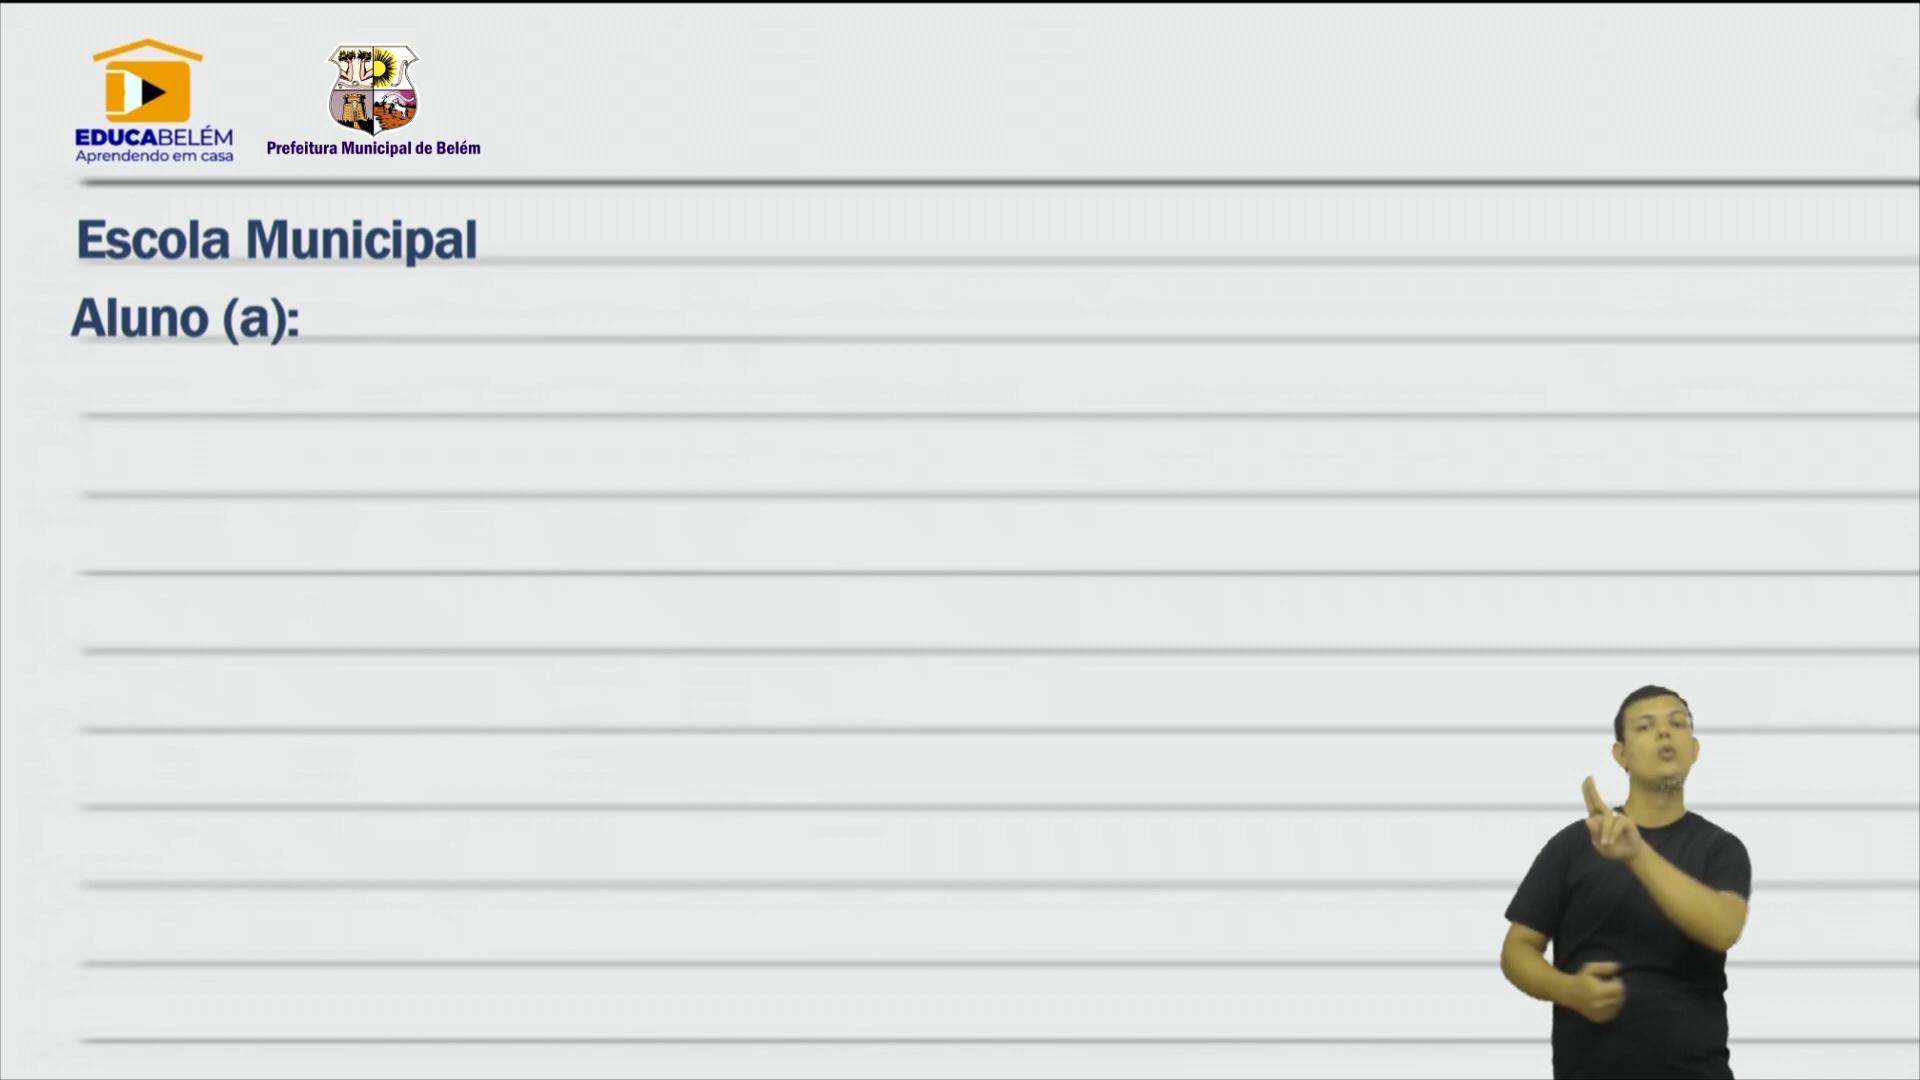 EDUCABELÉM
Aprendendo em casa
Prefeitura Municipal de Belém
Escola Municipal
Aluno (a):